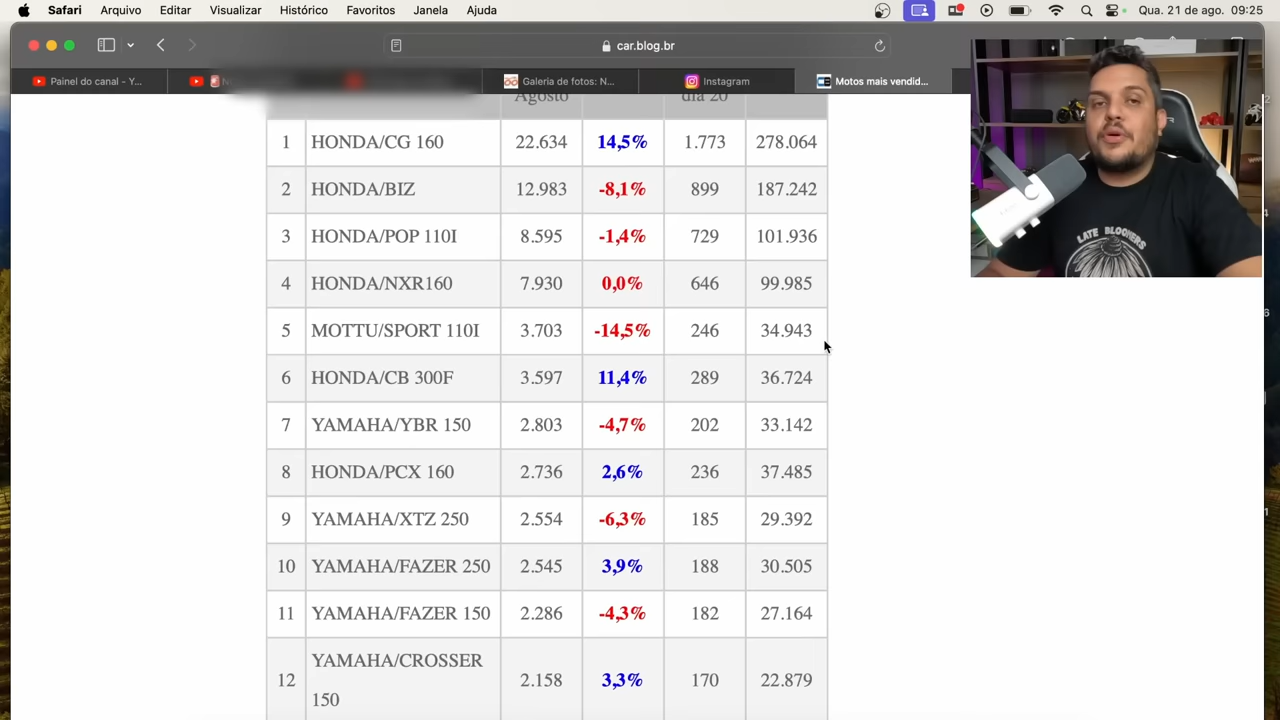 Safari Arquivo Editar Visualizar Histórico Favoritos Janela Ajuda Qua. 21 de ago. 09:25
car.blog.br
Painel do canal - Y... Galeria de fotos: N... Instagram Motos mais vendid...
Agosto dia 20
1 HONDA/CG 160 22.634 14,5% 1.773 278.064
2 HONDA/BIZ 12.983 -8,1% 899 187.242
3 HONDA/POP 110I 8.595 -1,4% 729 101.936
4 HONDA/NXR160 7.930 0,0% 646 99.985
5 MOTTU/SPORT 110I 3.703 -14,5% 246 34.943
6 HONDA/CB 300F 3.597 11,4% 289 36.724
7 YAMAHA/YBR 150 2.803 -4,7% 202 33.142
8 HONDA/PCX 160 2.736 2,6% 236 37.485
9 YAMAHA/XTZ 250 2.554 -6,3% 185 29.392
10 YAMAHA/FAZER 250 2.545 3,9% 188 30.505
11 YAMAHA/FAZER 150 2.286 -4,3% 182 27.164
12 YAMAHA/CROSSER 150 2.158 3,3% 170 22.879
LATE BLOOMERS